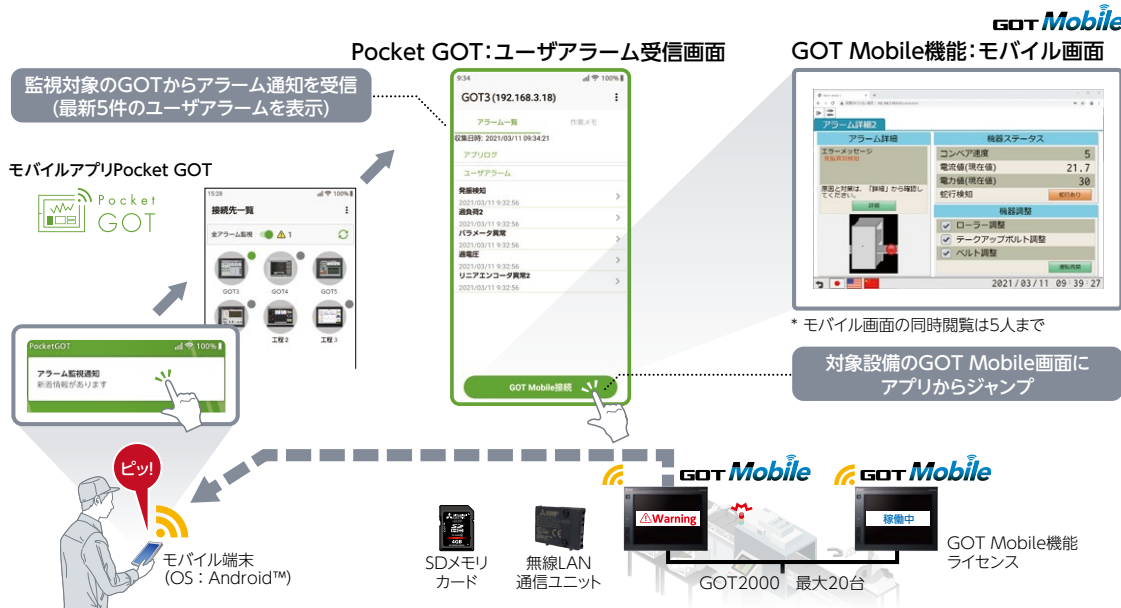 GOT Mobile
Pocket GOT:ユーザアラーム受信画面
GOT Mobile機能:モバイル画面
監視対象のGOTからアラーム通知を受信
(最新5件のユーザアラームを表示)
モバイルアプリPocket GOT
Pocket
GOT
15:28
100%
接続先一覧
全アラーム監視
1
GOT3
GOT4
GOT5
工程 2
工程 3
PocketGOT
100%
アラーム監視通知
新着情報があります
9:34
100%
GOT3 (192.168.3.18)
アラーム一覧
作業メモ
収集日時: 2021/03/11 09:34:21
アプリログ
ユーザアラーム
発振検知
2021/03/11 9:32:56
過負荷2
2021/03/11 9:32:56
パラメータ異常
2021/03/11 9:32:56
過電圧
2021/03/11 9:32:56
リニアエンコーダ異常2
2021/03/11 9:32:56
GOT Mobile接続
アラーム詳細2
アラーム詳細
エラーメッセージ
原因と対策は、「詳細」から確認し
てください。
詳細
機器ステータス
コンベア速度 5
電流値(現在値) 21.7
電力値(現在値) 30
蛇行検知 蛇行あり
機器調整
ローラー調整
テークアップボルト調整
ベルト調整
運転再開
2021/03/11 09:39:27
* モバイル画面の同時閲覧は5人まで
対象設備のGOT Mobile画面に
アプリからジャンプ
ピッ!
モバイル端末
(OS:Android™)
4GB
SDメモリ
カード
無線LAN
通信ユニット
GOT Mobile
GOT Mobile
Warning
稼働中
GOT2000 最大20台
GOT Mobile機能
ライセンス